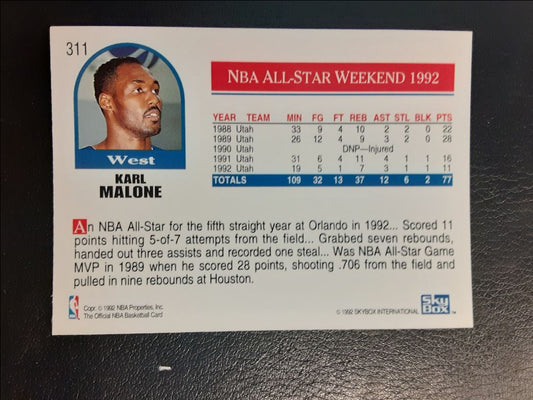 311
NBA ALL-STAR WEEKEND 1992
West
KARL
MALONE
YEAR TEAM MIN FG FT REB AST STL BLK PTS
1988 Utah 33 9 4 10 2 2 0 22
1989 Utah 26 12 4 9 3 2 0 28
1990 Utah DNP—Injured
1991 Utah 31 6 4 11 4 1 1 16
1992 Utah 19 5 1 7 3 1 1 11
TOTALS 109 32 13 37 12 6 2 77
An NBA All-Star for the fifth straight year at Orlando in 1992... Scored 11
points hitting 5-of-7 attempts from the field... Grabbed seven rebounds,
handed out three assists and recorded one steal... Was NBA All-Star Game
MVP in 1989 when he scored 28 points, shooting .706 from the field and
pulled in nine rebounds at Houston.
Copr. © 1992 NBA Properties, Inc.
The Official NBA Basketball Card
© 1992 SKYBOX INTERNATIONAL
SkyBox™